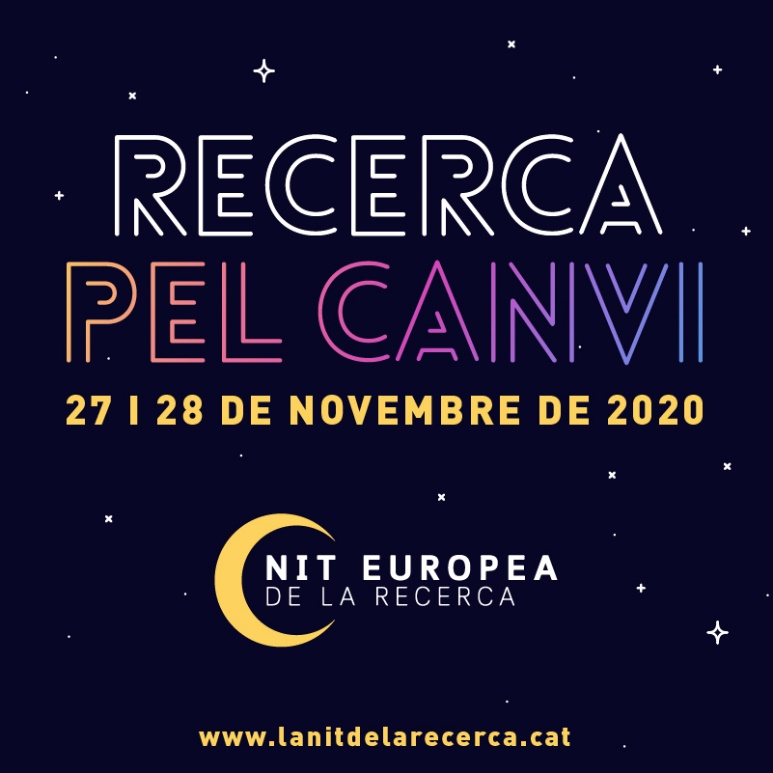 RECERCA
PEL CANVI
27 I 28 DE NOVEMBRE DE 2020
NIT EUROPEA
DE LA RECERCA
www.lanitdelarecerca.cat